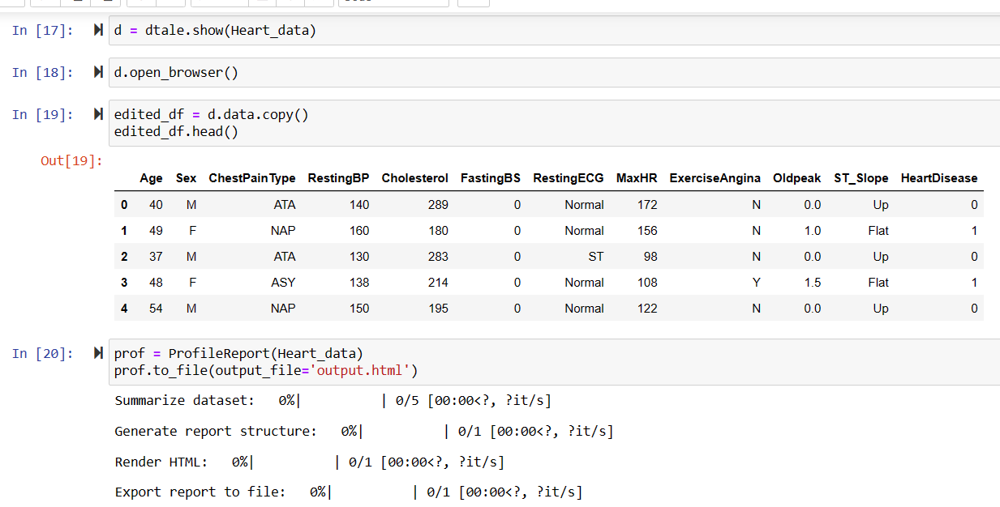 In [17]: d = dtale.show(Heart_data)
In [18]: d.open_browser()
In [19]: edited_df = d.data.copy()
edited_df.head()
Out[19]:
Age Sex ChestPainType RestingBP Cholesterol FastingBS RestingECG MaxHR ExerciseAngina Oldpeak ST_Slope HeartDisease
0 40 M ATA 140 289 0 Normal 172 N 0.0 Up 0
1 49 F NAP 160 180 0 Normal 156 N 1.0 Flat 1
2 37 M ATA 130 283 0 ST 98 N 0.0 Up 0
3 48 F ASY 138 214 0 Normal 108 Y 1.5 Flat 1
4 54 M NAP 150 195 0 Normal 122 N 0.0 Up 0
In [20]: prof = ProfileReport(Heart_data)
prof.to_file(output_file='output.html')
Summarize dataset:   0%|          | 0/5 [00:00<?, ?it/s]
Generate report structure:   0%|          | 0/1 [00:00<?, ?it/s]
Render HTML:   0%|          | 0/1 [00:00<?, ?it/s]
Export report to file:   0%|          | 0/1 [00:00<?, ?it/s]